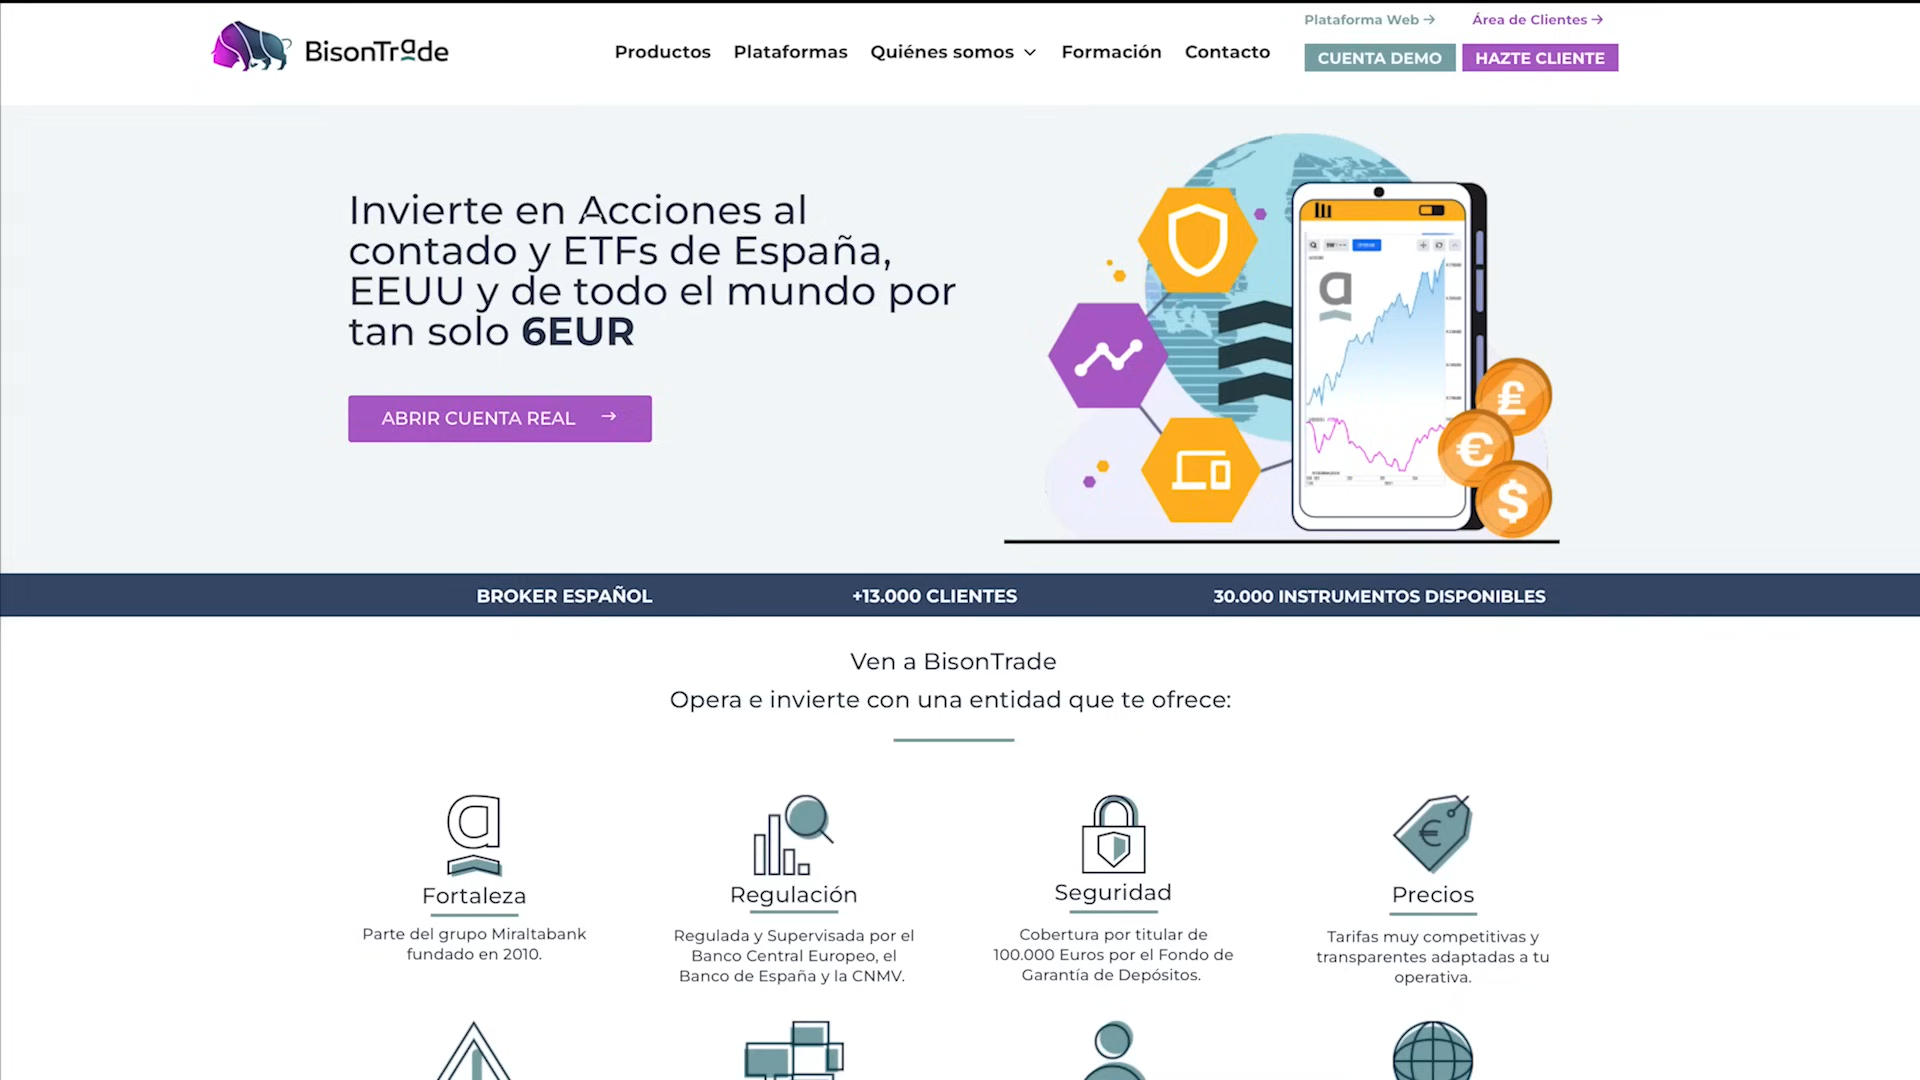 Plataforma Web → Área de Clientes →
BisonTrade
Productos Plataformas Quiénes somos Formación Contacto
CUENTA DEMO HAZTE CLIENTE
Invierte en Acciones al
contado y ETFs de España,
EEUU y de todo el mundo por
tan solo 6EUR
ABRIR CUENTA REAL →
BROKER ESPAÑOL +13.000 CLIENTES 30.000 INSTRUMENTOS DISPONIBLES
Ven a BisonTrade
Opera e invierte con una entidad que te ofrece:
Fortaleza
Parte del grupo Miraltabank
fundado en 2010.
Regulación
Regulada y Supervisada por el
Banco Central Europeo, el
Banco de España y la CNMV.
Seguridad
Cobertura por titular de
100.000 Euros por el Fondo de
Garantía de Depósitos.
Precios
Tarifas muy competitivas y
transparentes adaptadas a tu
operativa.